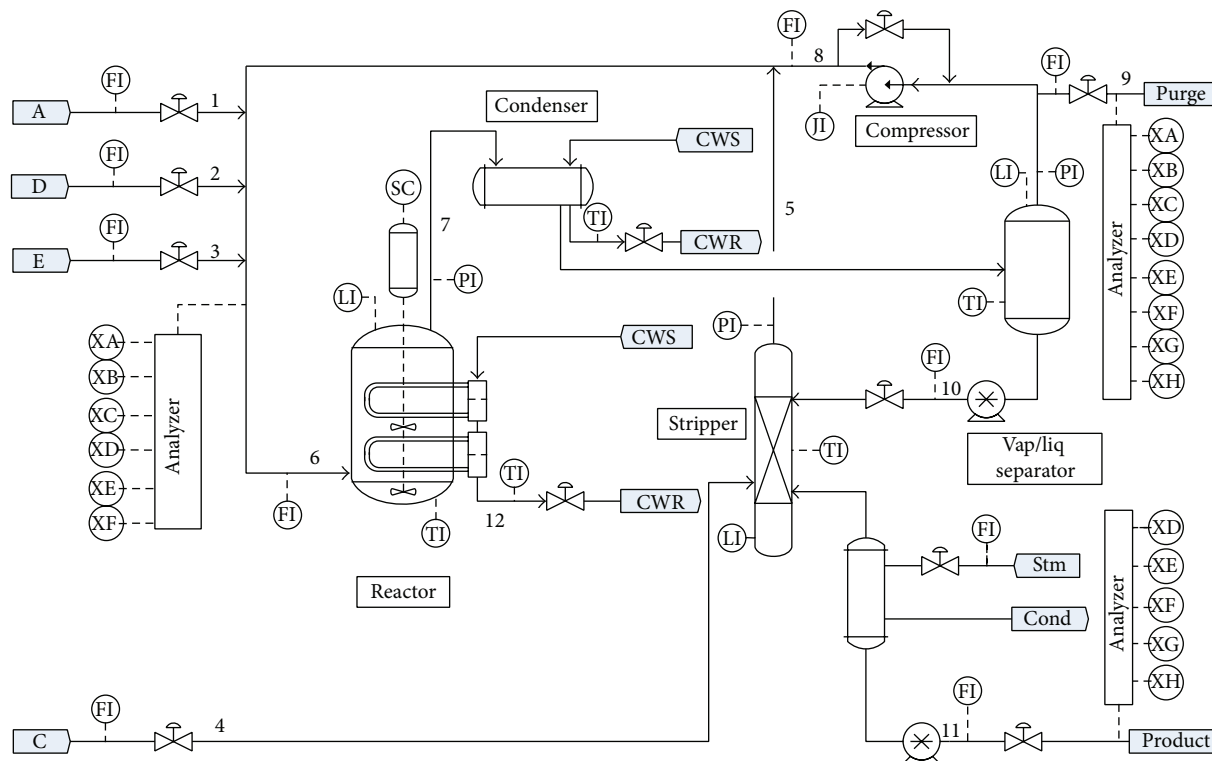 FI
8
FI
9
Purge
FI
1
A
JI
Compressor
Condenser
CWS
XA
FI
2
D
SC
LI
PI
XB
7
5
XC
TI
CWR
XD
FI
3
E
Analyzer
XE
LI
PI
TI
XF
PI
XG
XA
CWS
FI
XH
XB
10
XC
Analyzer
Stripper
TI
Vap/liq
separator
XD
6
TI
XE
FI
12
CWR
XF
TI
LI
FI
XD
Stm
XE
Reactor
Analyzer
XF
Cond
XG
XH
FI
4
C
FI
11
Product